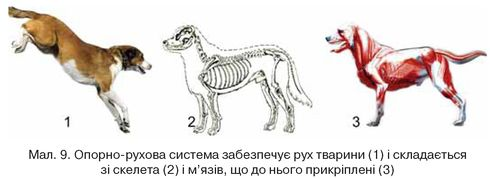 1
2
3
Мал. 9. Опорно-рухова система забезпечує рух тварини (1) і складається
зі скелета (2) і м’язів, що до нього прикріплені (3)